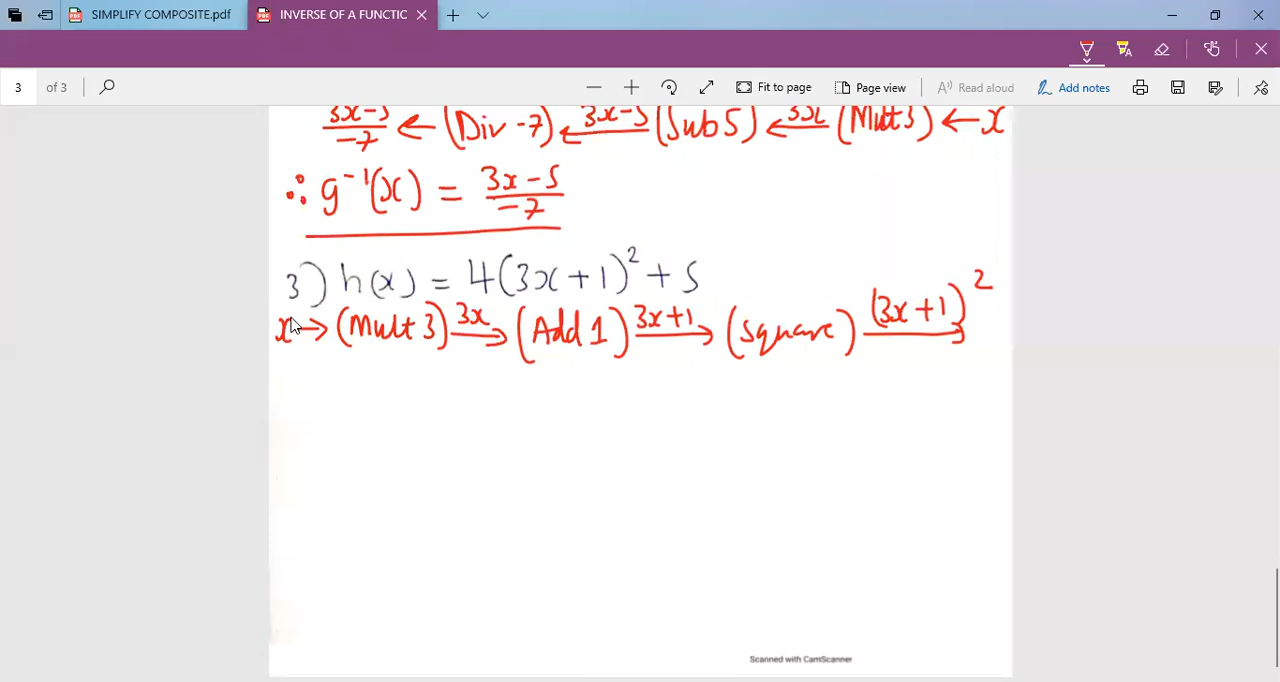 SIMPLIFY COMPOSITE.pdf
INVERSE OF A FUNCTIC
3 of 3
Fit to page
Page view
Read aloud
Add notes
3x-5/-7 ← (Div -7) ← 3x-5 (Sub 5) ← 3x (Mult 3) ← x
∴ g⁻¹(x) = 3x-5/-7
3) h(x) = 4(3x+1)² + 5
x → (Mult 3) 3x → (Add 1) 3x+1 → (square) (3x+1)² →
Scanned with CamScanner